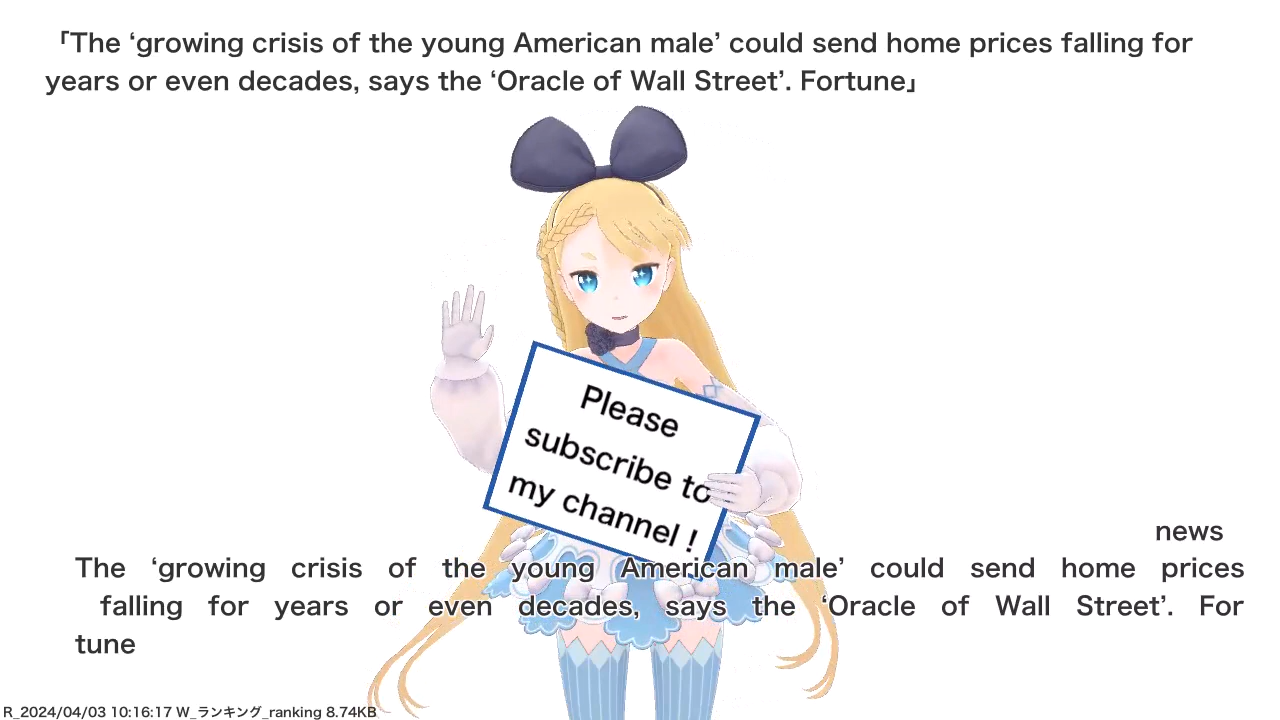 「The ‘growing crisis of the young American male’ could send home prices falling for
years or even decades, says the ‘Oracle of Wall Street’. Fortune」
Please
subscribe to
my channel !
news
The ‘growing crisis of the young American male’ could send home prices
falling for years or even decades, says the ‘Oracle of Wall Street’. For
tune
R_2024/04/03 10:16:17 W_ランキング_ranking 8.74KB